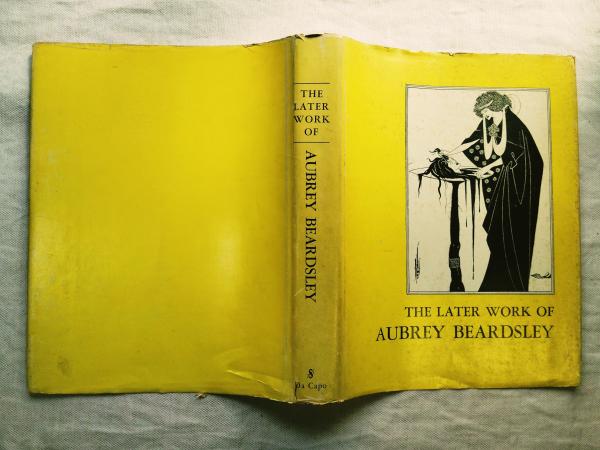 THE
LATER
WORK
OF
AUBREY BEARDSLEY
da Capo
THE LATER WORK OF
AUBREY BEARDSLEY